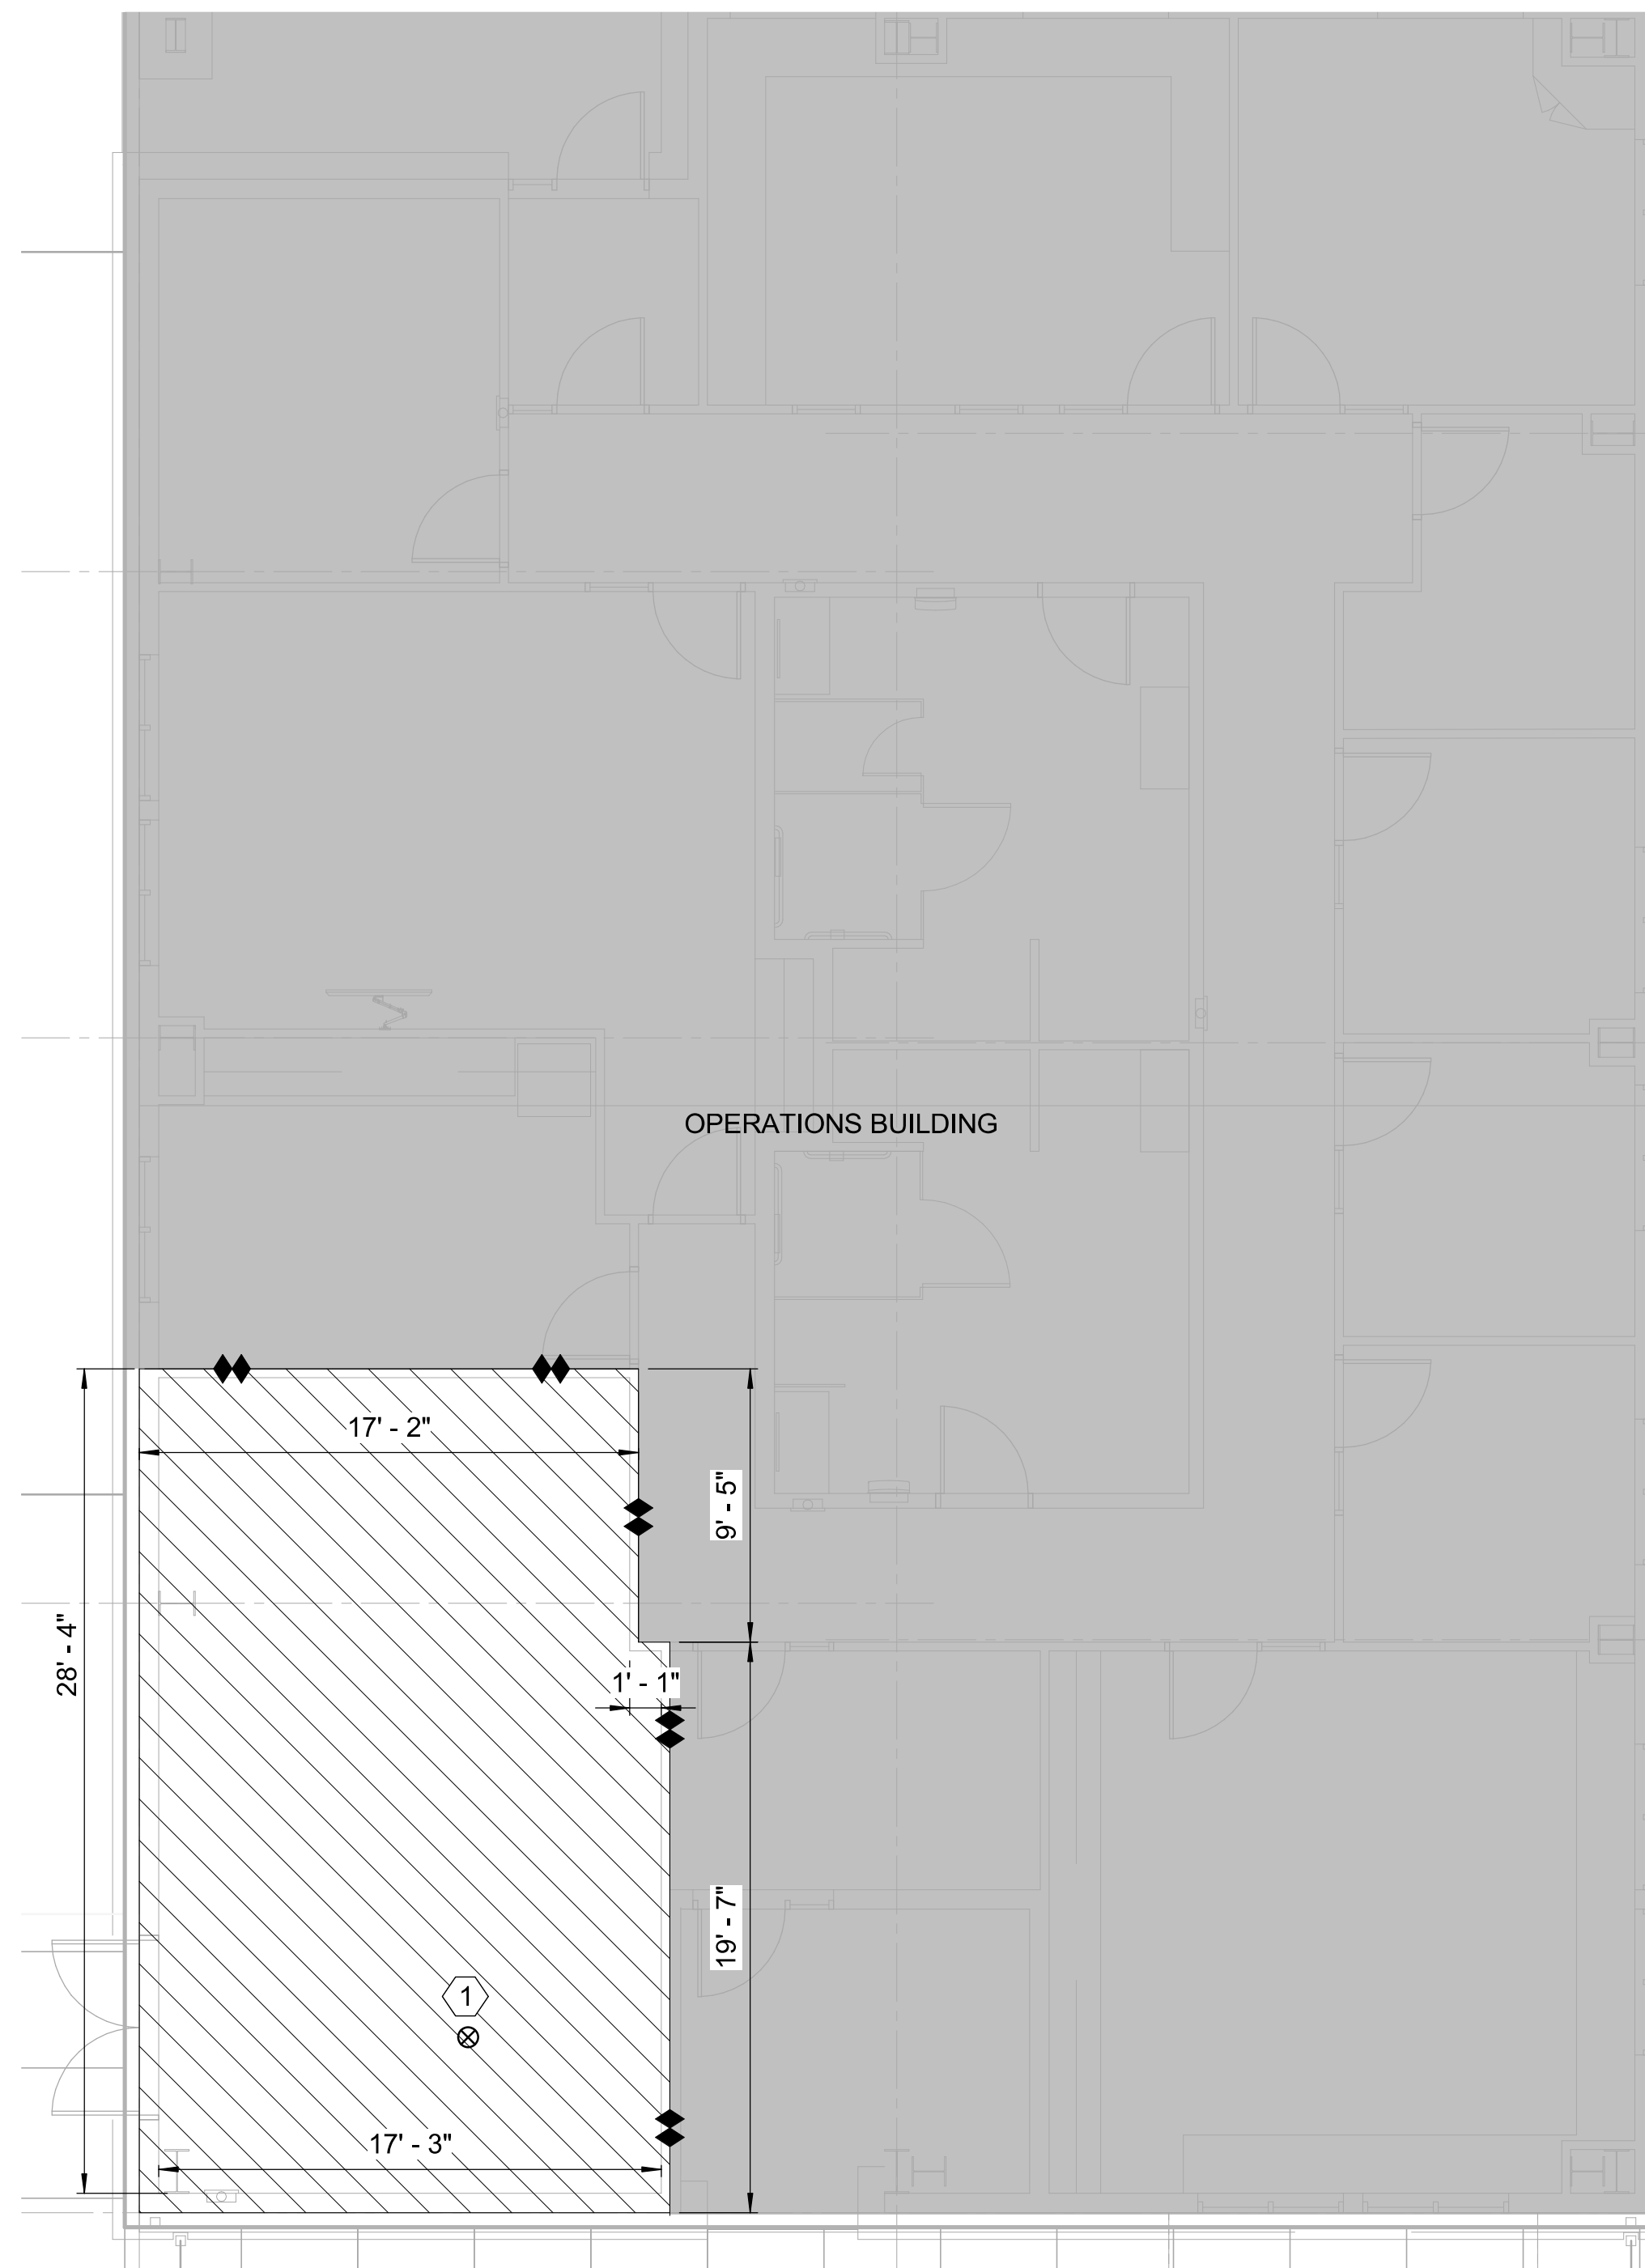 OPERATIONS BUILDING
17' - 2"
9' - 5"
28' - 4"
1' - 1"
19' - 7"
1
17' - 3"